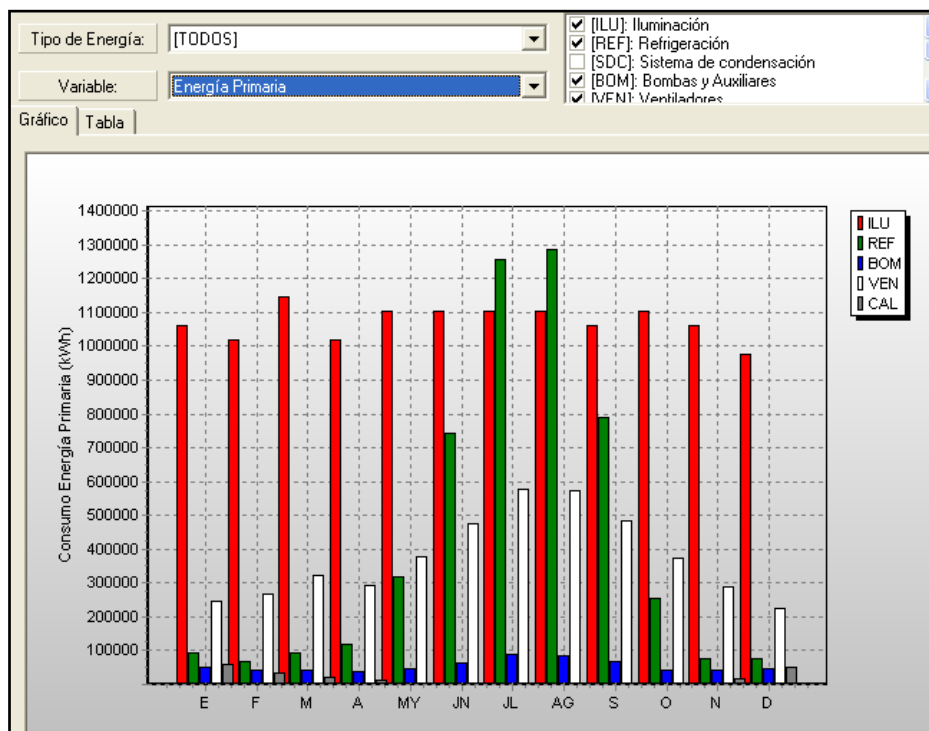 Tipo de Energía:
[TODOS]
Variable:
Energía Primaria
[ILU]: Iluminación
[REF]: Refrigeración
[SDC]: Sistema de condensación
[BOM]: Bombas y Auxiliares
[VEN]: Ventiladores
Gráfico
Tabla
Consumo Energía Primaria (kWh)
1400000
1300000
1200000
1100000
1000000
900000
800000
700000
600000
500000
400000
300000
200000
100000
E F M A MY JN JL AG S O N D
ILU
REF
BOM
VEN
CAL